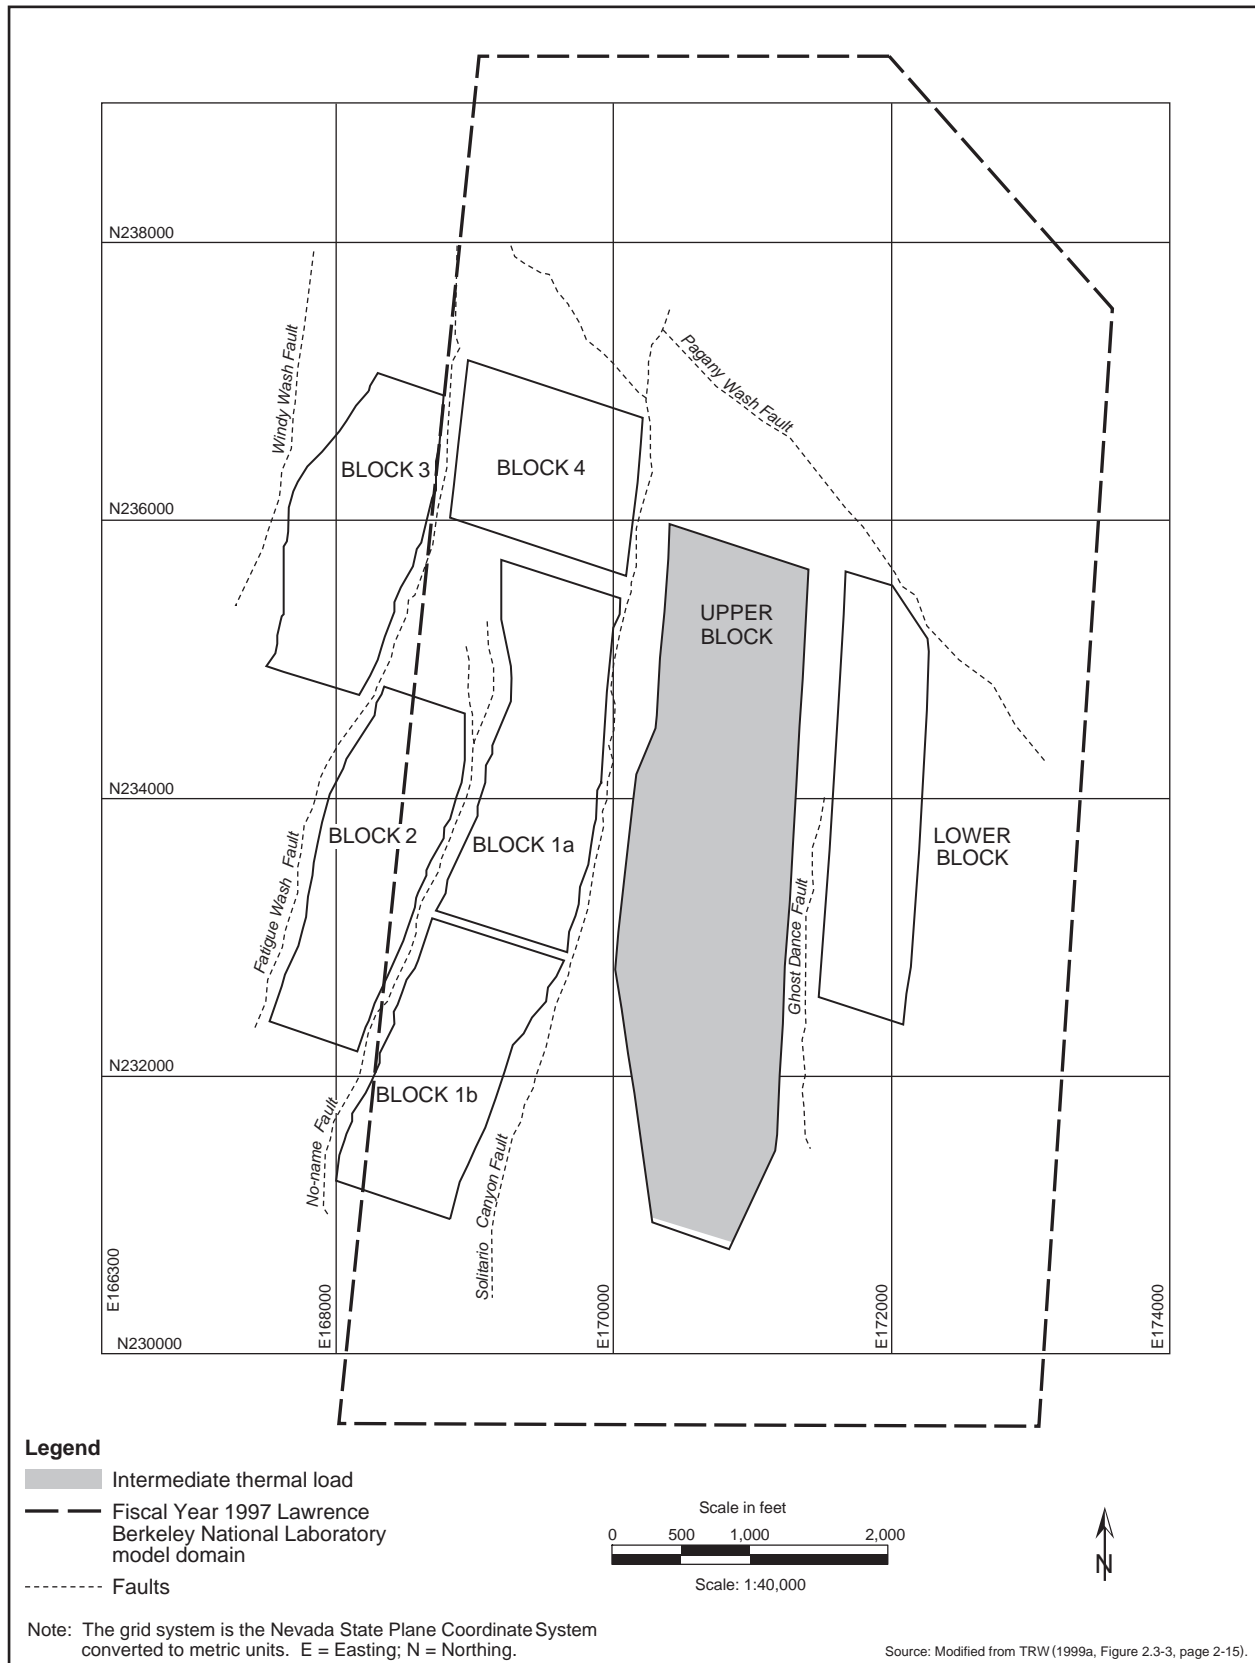 N238000
Windy Wash Fault
Pagany Wash Fault
BLOCK 3
BLOCK 4
N236000
UPPER
BLOCK
N234000
BLOCK 2
BLOCK 1a
LOWER
BLOCK
Fatigue Wash Fault
Ghost Dance Fault
N232000
BLOCK 1b
No-name Fault
Solitario Canyon Fault
E166300
E168000
E170000
E172000
E174000
N230000
Legend
Intermediate thermal load
Fiscal Year 1997 Lawrence
Berkeley National Laboratory
model domain
Faults
Scale in feet
0 500 1,000 2,000
Scale: 1:40,000
N
Note: The grid system is the Nevada State Plane Coordinate System
converted to metric units. E = Easting; N = Northing.
Source: Modified from TRW (1999a, Figure 2.3-3, page 2-15).